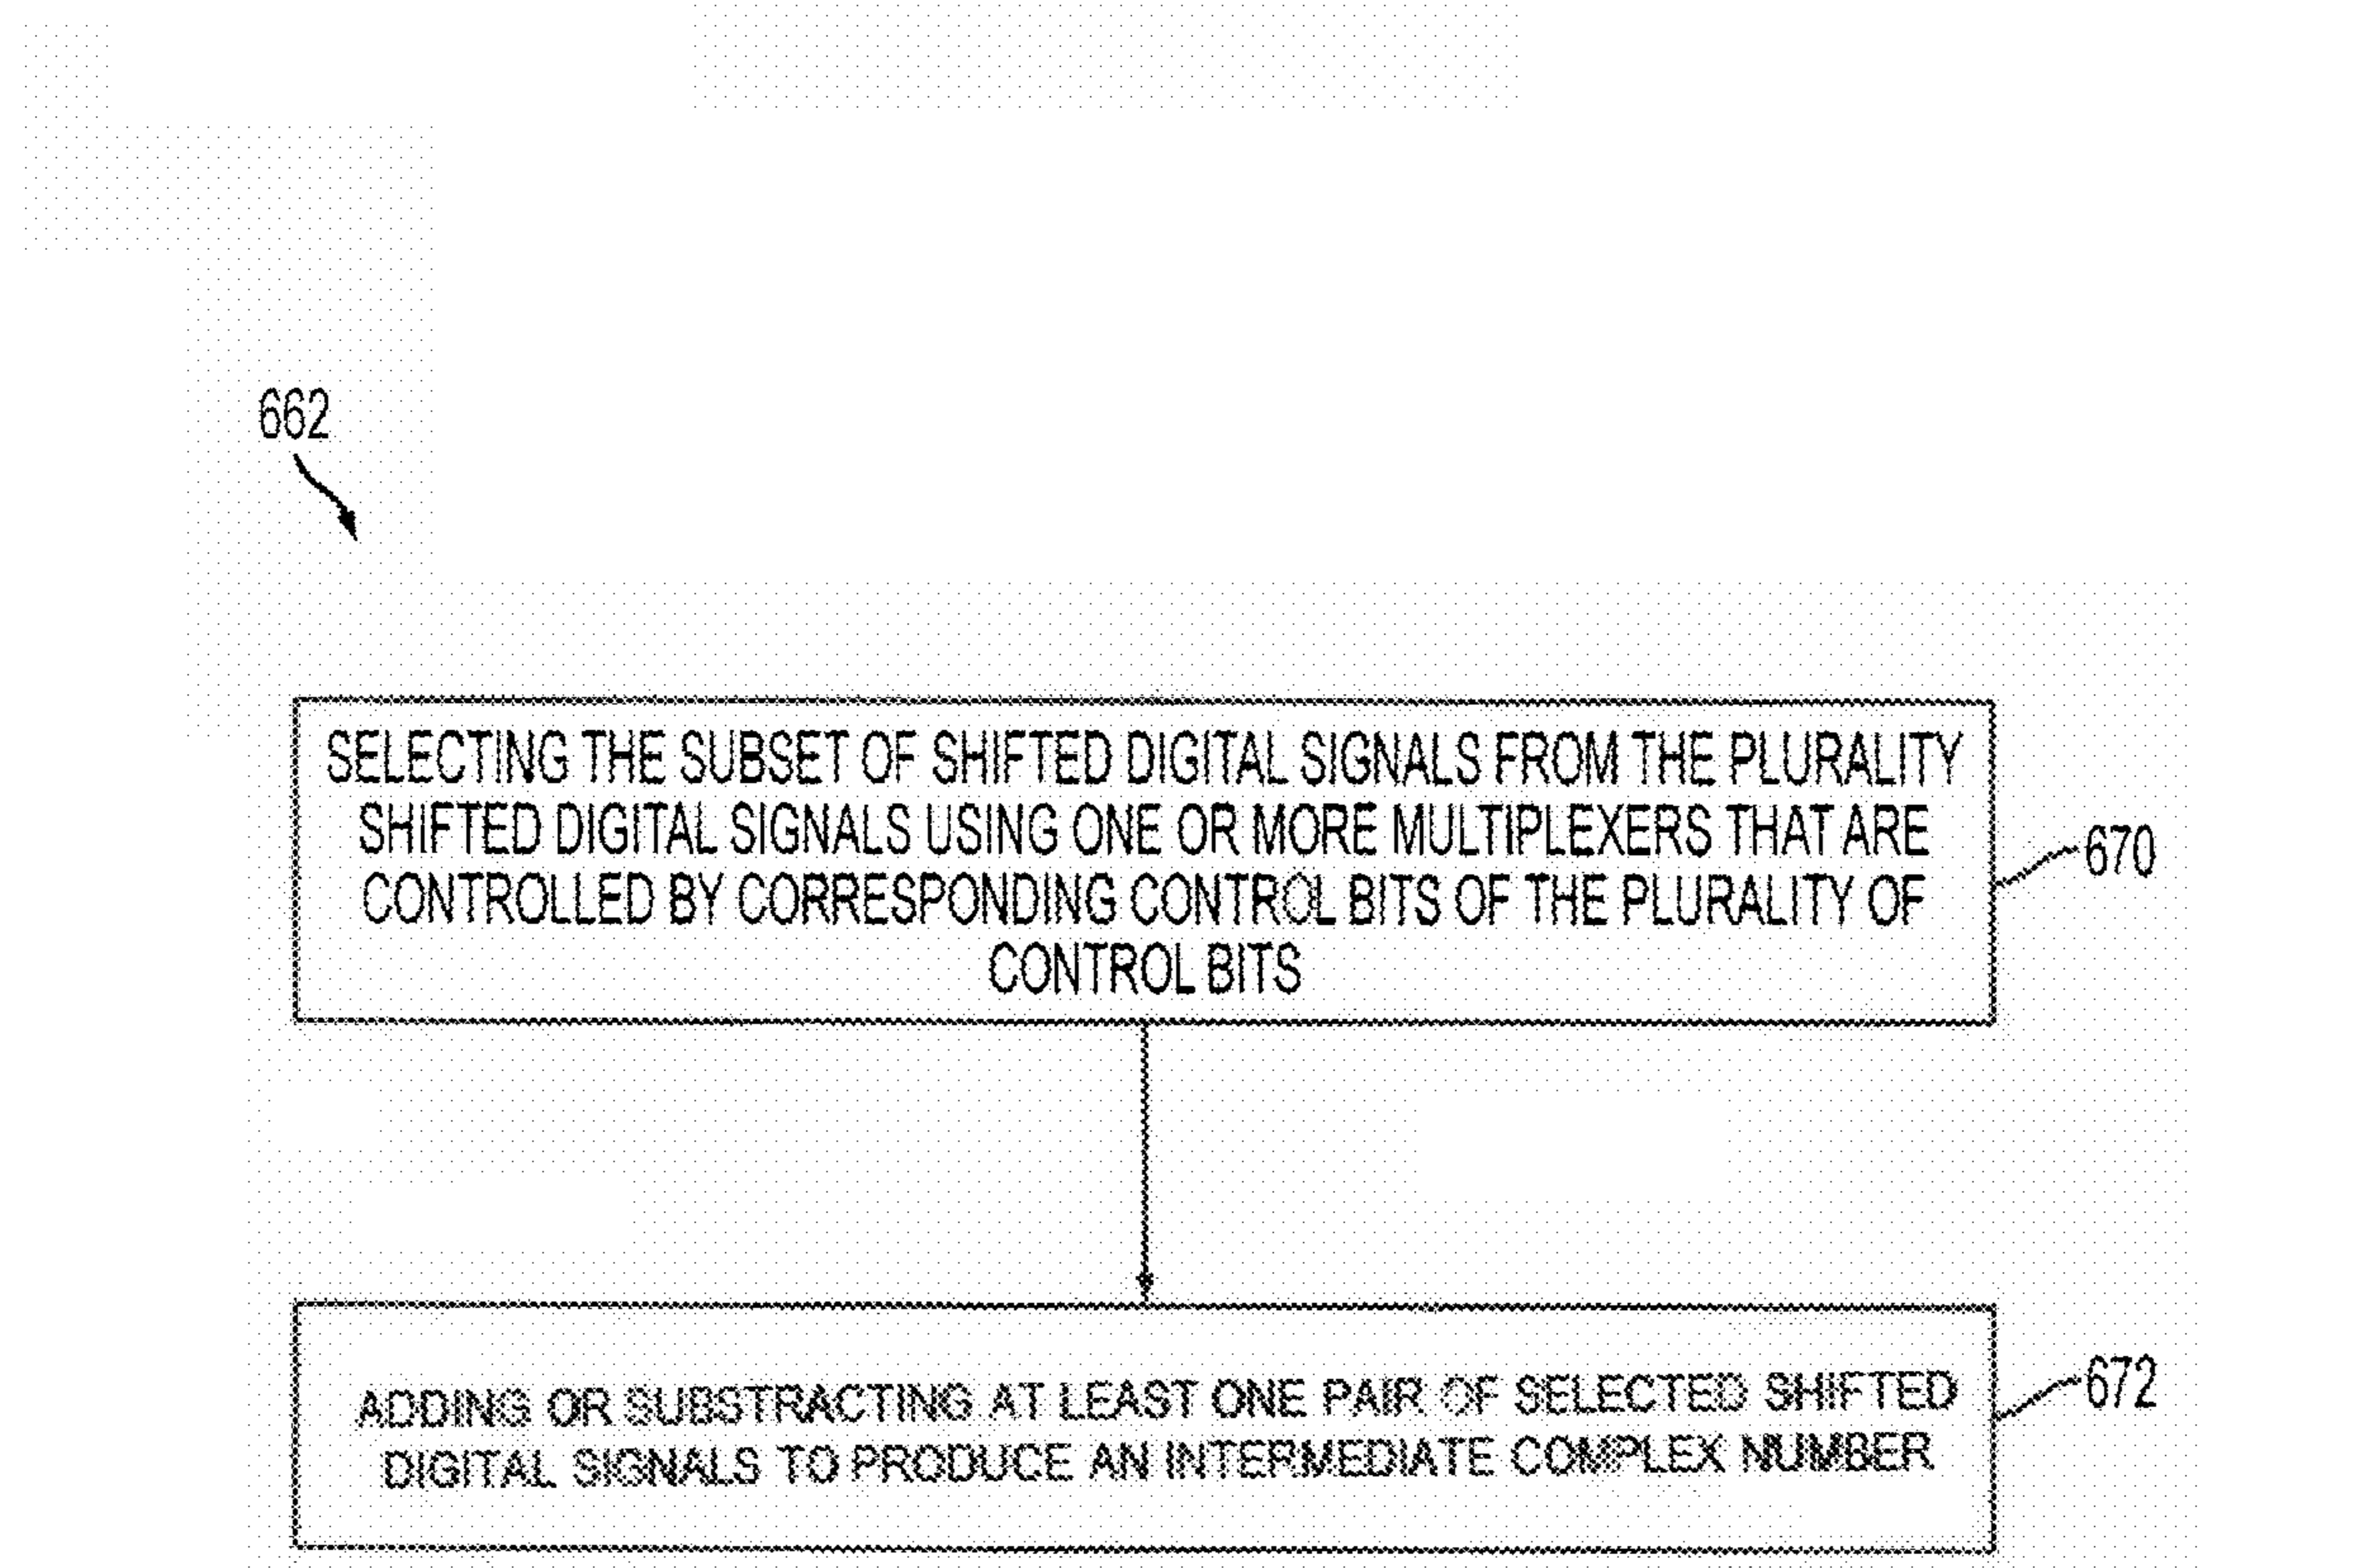 662
SELECTING THE SUBSET OF SHIFTED DIGITAL SIGNALS FROM THE PLURALITY
SHIFTED DIGITAL SIGNALS USING ONE OR MORE MULTIPLEXERS THAT ARE
CONTROLLED BY CORRESPONDING CONTROL BITS OF THE PLURALITY OF
CONTROL BITS
670
ADDING OR SUBSTRACTING AT LEAST ONE PAIR OF SELECTED SHIFTED
DIGITAL SIGNALS TO PRODUCE AN INTERMEDIATE COMPLEX NUMBER
672